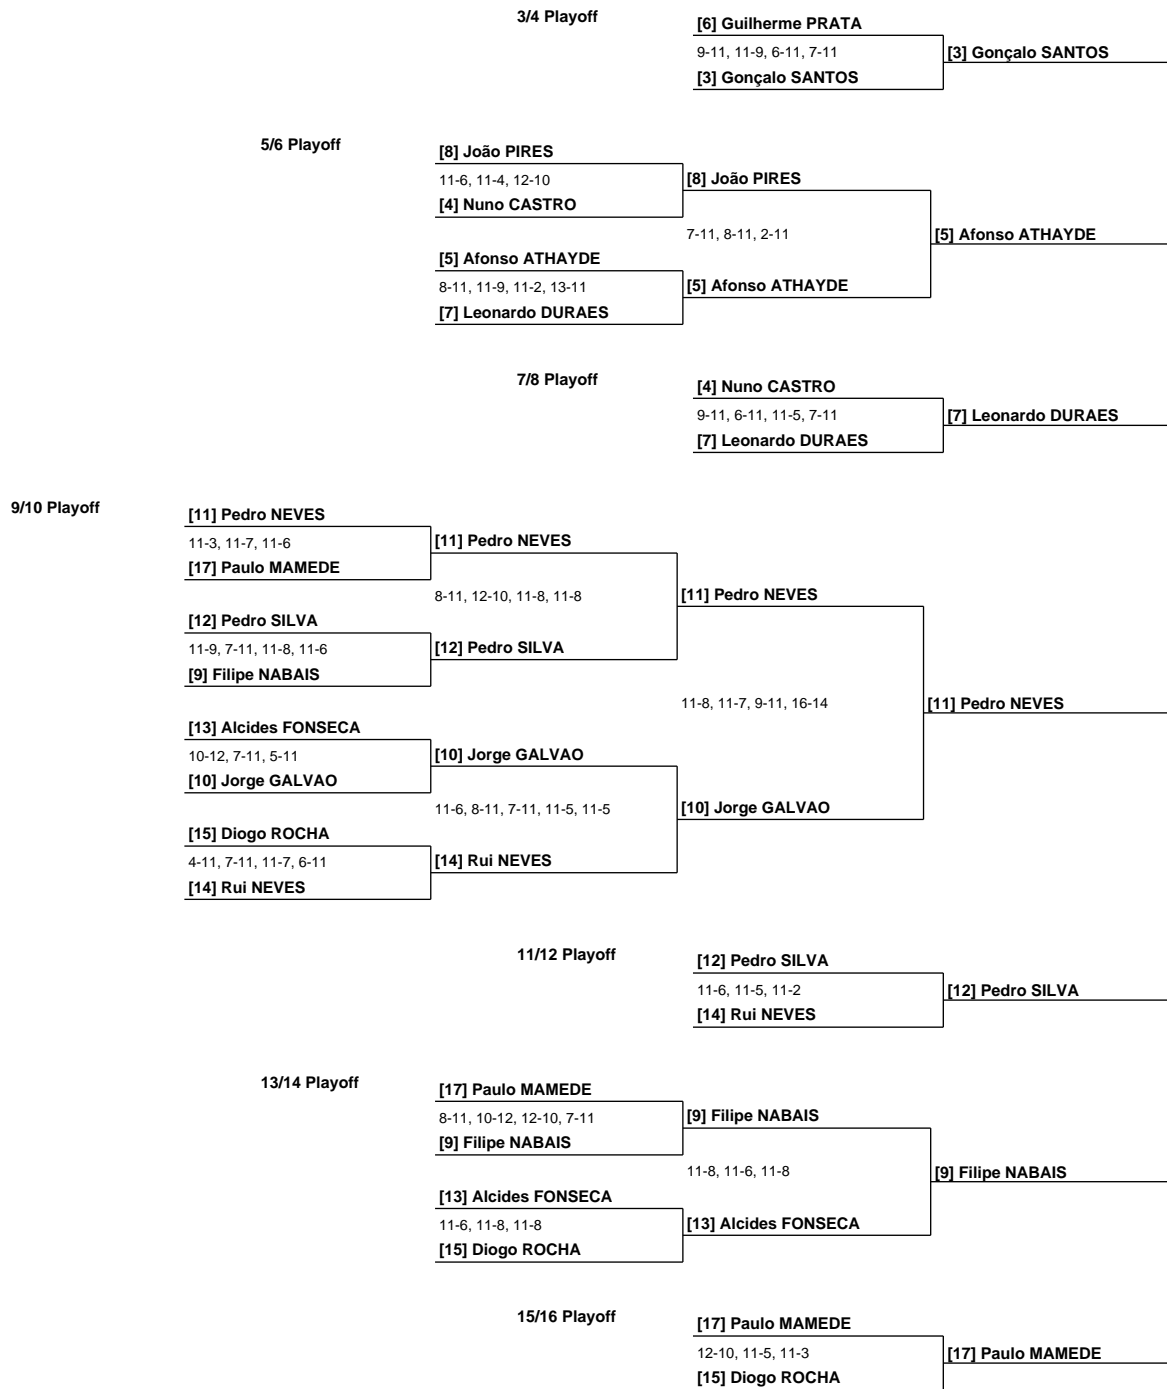 3/4 Playoff
[6] Guilherme PRATA
9-11, 11-9, 6-11, 7-11
[3] Gonçalo SANTOS
[3] Gonçalo SANTOS
5/6 Playoff
[8] João PIRES
11-6, 11-4, 12-10
[8] João PIRES
[4] Nuno CASTRO
7-11, 8-11, 2-11
[5] Afonso ATHAYDE
[5] Afonso ATHAYDE
8-11, 11-9, 11-2, 13-11
[5] Afonso ATHAYDE
[7] Leonardo DURAES
7/8 Playoff
[4] Nuno CASTRO
9-11, 6-11, 11-5, 7-11
[7] Leonardo DURAES
[7] Leonardo DURAES
9/10 Playoff
[11] Pedro NEVES
11-3, 11-7, 11-6
[11] Pedro NEVES
[17] Paulo MAMEDE
8-11, 12-10, 11-8, 11-8
[11] Pedro NEVES
[12] Pedro SILVA
11-9, 7-11, 11-8, 11-6
[12] Pedro SILVA
[9] Filipe NABAIS
11-8, 11-7, 9-11, 16-14
[11] Pedro NEVES
[13] Alcides FONSECA
10-12, 7-11, 5-11
[10] Jorge GALVAO
[10] Jorge GALVAO
11-6, 8-11, 7-11, 11-5, 11-5
[10] Jorge GALVAO
[15] Diogo ROCHA
4-11, 7-11, 11-7, 6-11
[14] Rui NEVES
[14] Rui NEVES
11/12 Playoff
[12] Pedro SILVA
11-6, 11-5, 11-2
[12] Pedro SILVA
[14] Rui NEVES
13/14 Playoff
[17] Paulo MAMEDE
8-11, 10-12, 12-10, 7-11
[9] Filipe NABAIS
[9] Filipe NABAIS
11-8, 11-6, 11-8
[9] Filipe NABAIS
[13] Alcides FONSECA
11-6, 11-8, 11-8
[13] Alcides FONSECA
[15] Diogo ROCHA
15/16 Playoff
[17] Paulo MAMEDE
12-10, 11-5, 11-3
[17] Paulo MAMEDE
[15] Diogo ROCHA